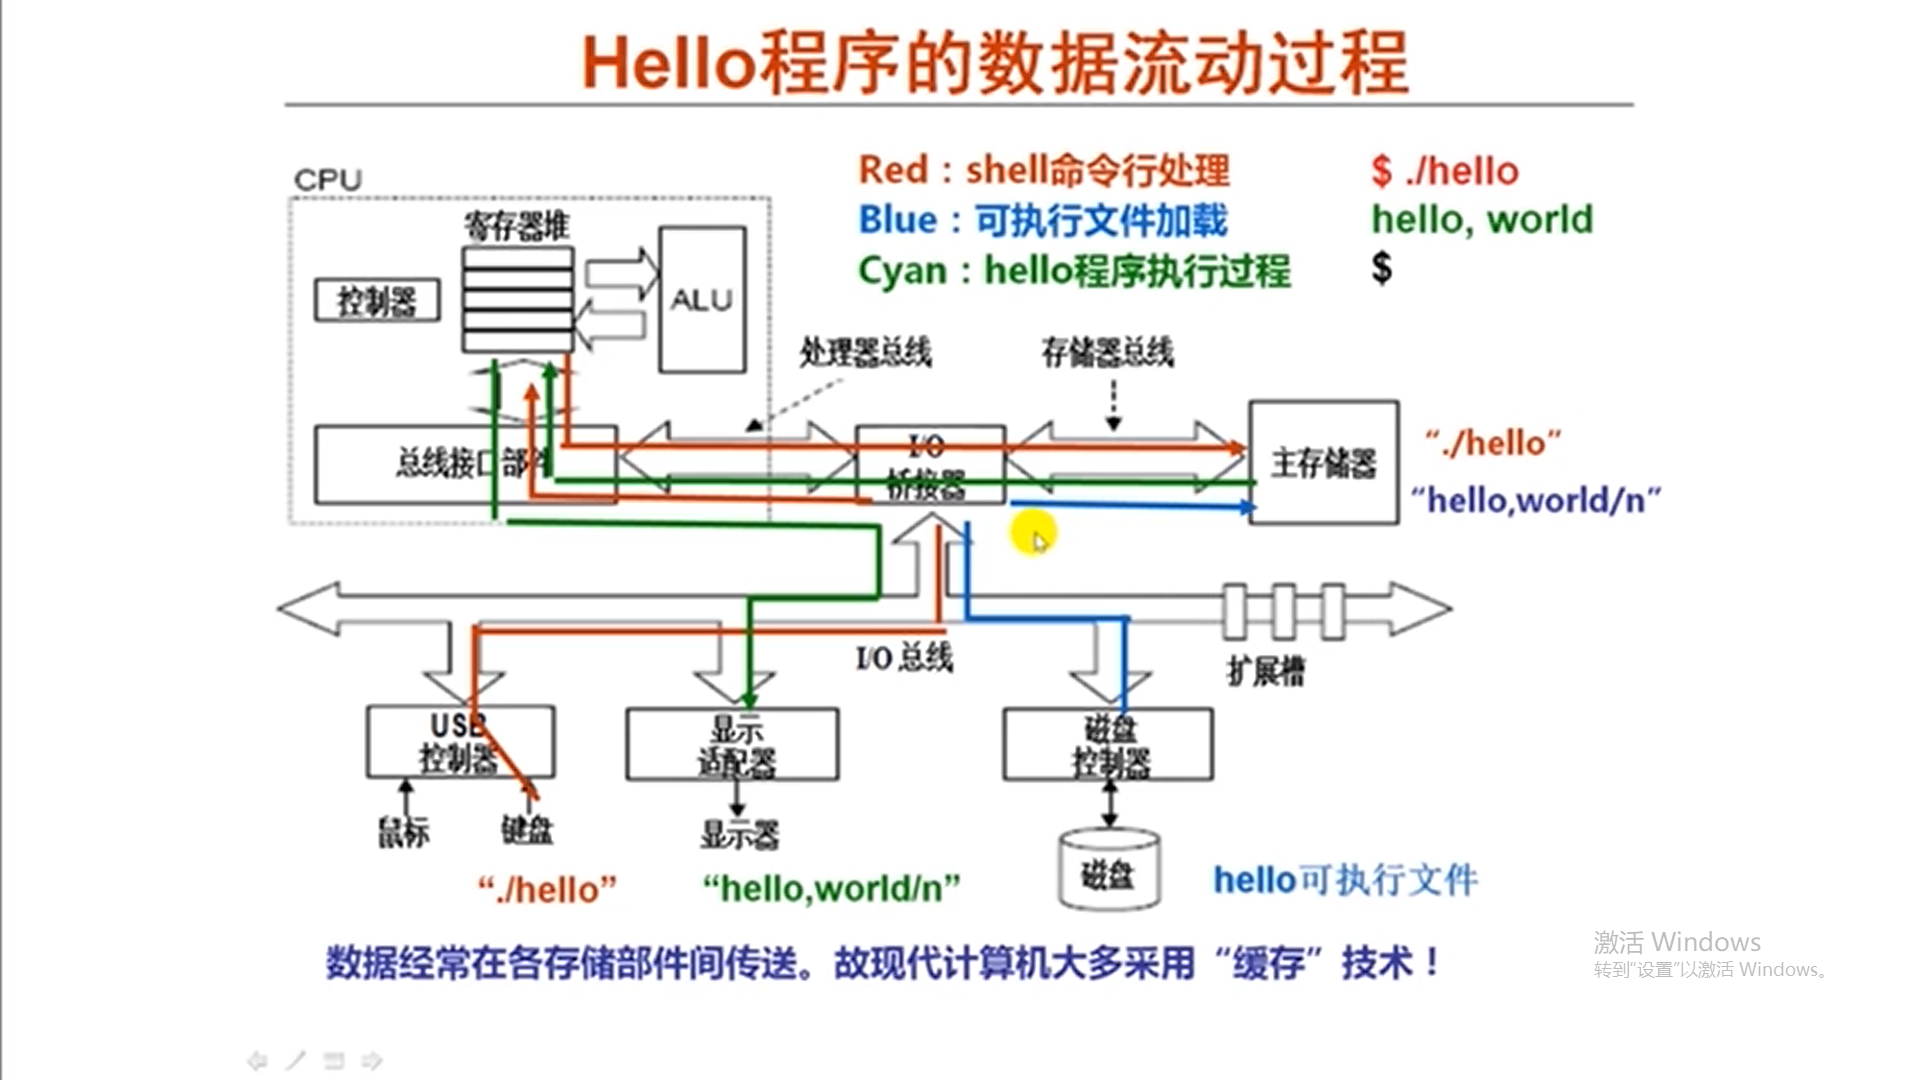 Hello程序的数据流动过程
CPU
Red：shell命令行处理
$ ./hello
Blue：可执行文件加载
hello, world
Cyan：hello程序执行过程
$
寄存器堆
控制器
ALU
处理器总线
存储器总线
总线接口部件
I/O
桥接器
主存储器
“./hello”
“hello,world/n”
I/O 总线
扩展槽
USB
控制器
显示
适配器
磁盘
控制器
鼠标
键盘
显示器
磁盘
“./hello”
“hello,world/n”
hello可执行文件
数据经常在各存储部件间传送。故现代计算机大多采用“缓存”技术！
激活 Windows
转到“设置”以激活 Windows。